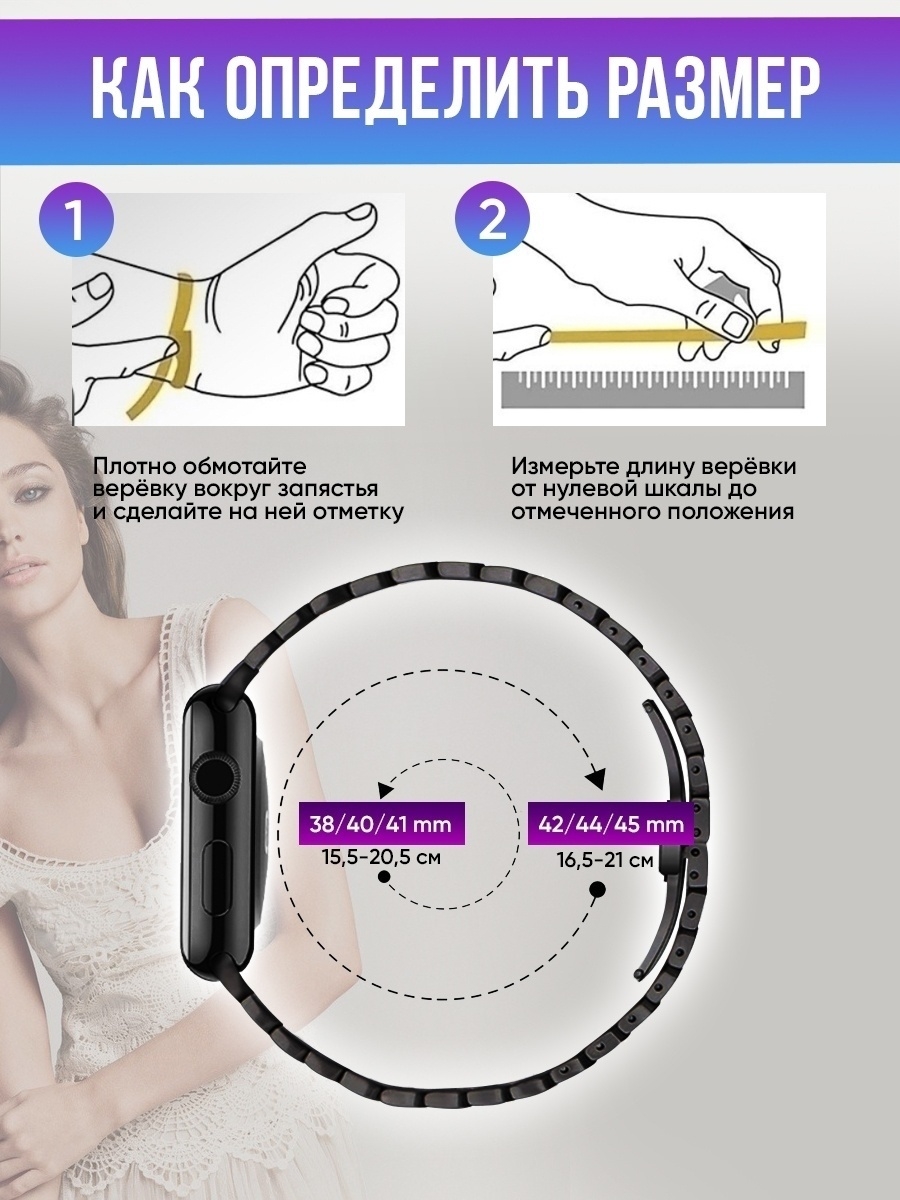 КАК ОПРЕДЕЛИТЬ РАЗМЕР
1
2
Плотно обмотайте
верёвку вокруг запястья
и сделайте на ней отметку
Измерьте длину верёвки
от нулевой шкалы до
отмеченного положения
38/40/41 mm
15,5-20,5 см
42/44/45 mm
16,5-21 см